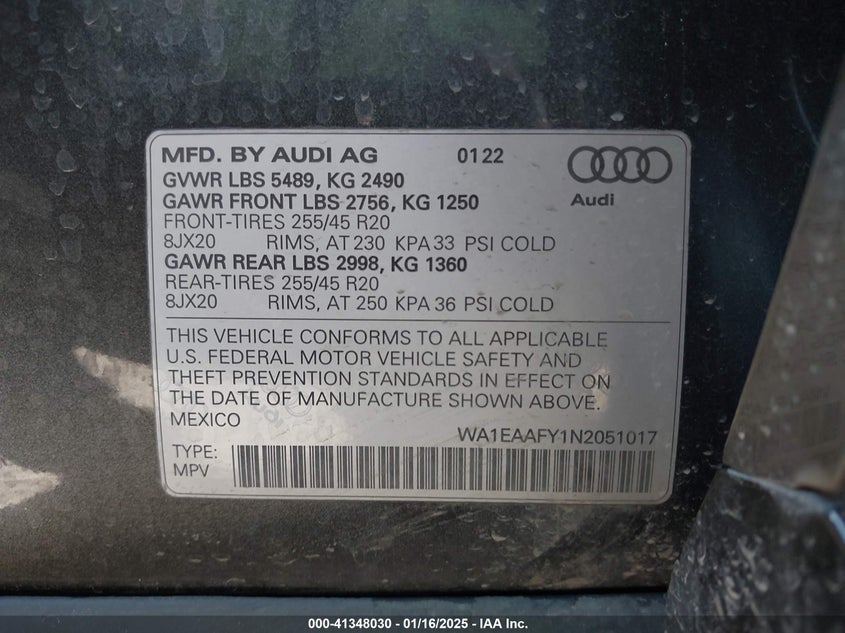 MFD. BY AUDI AG 0122
GVWR LBS 5489, KG 2490
GAWR FRONT LBS 2756, KG 1250
Audi
FRONT-TIRES 255/45 R20
8JX20 RIMS, AT 230 KPA 33 PSI COLD
GAWR REAR LBS 2998, KG 1360
REAR-TIRES 255/45 R20
8JX20 RIMS, AT 250 KPA 36 PSI COLD
THIS VEHICLE CONFORMS TO ALL APPLICABLE
U.S. FEDERAL MOTOR VEHICLE SAFETY AND
THEFT PREVENTION STANDARDS IN EFFECT ON
THE DATE OF MANUFACTURE SHOWN ABOVE.
MEXICO
WA1EAAFY1N2051017
TYPE:
MPV
000-41348030 — 01/16/2025 — IAA Inc.